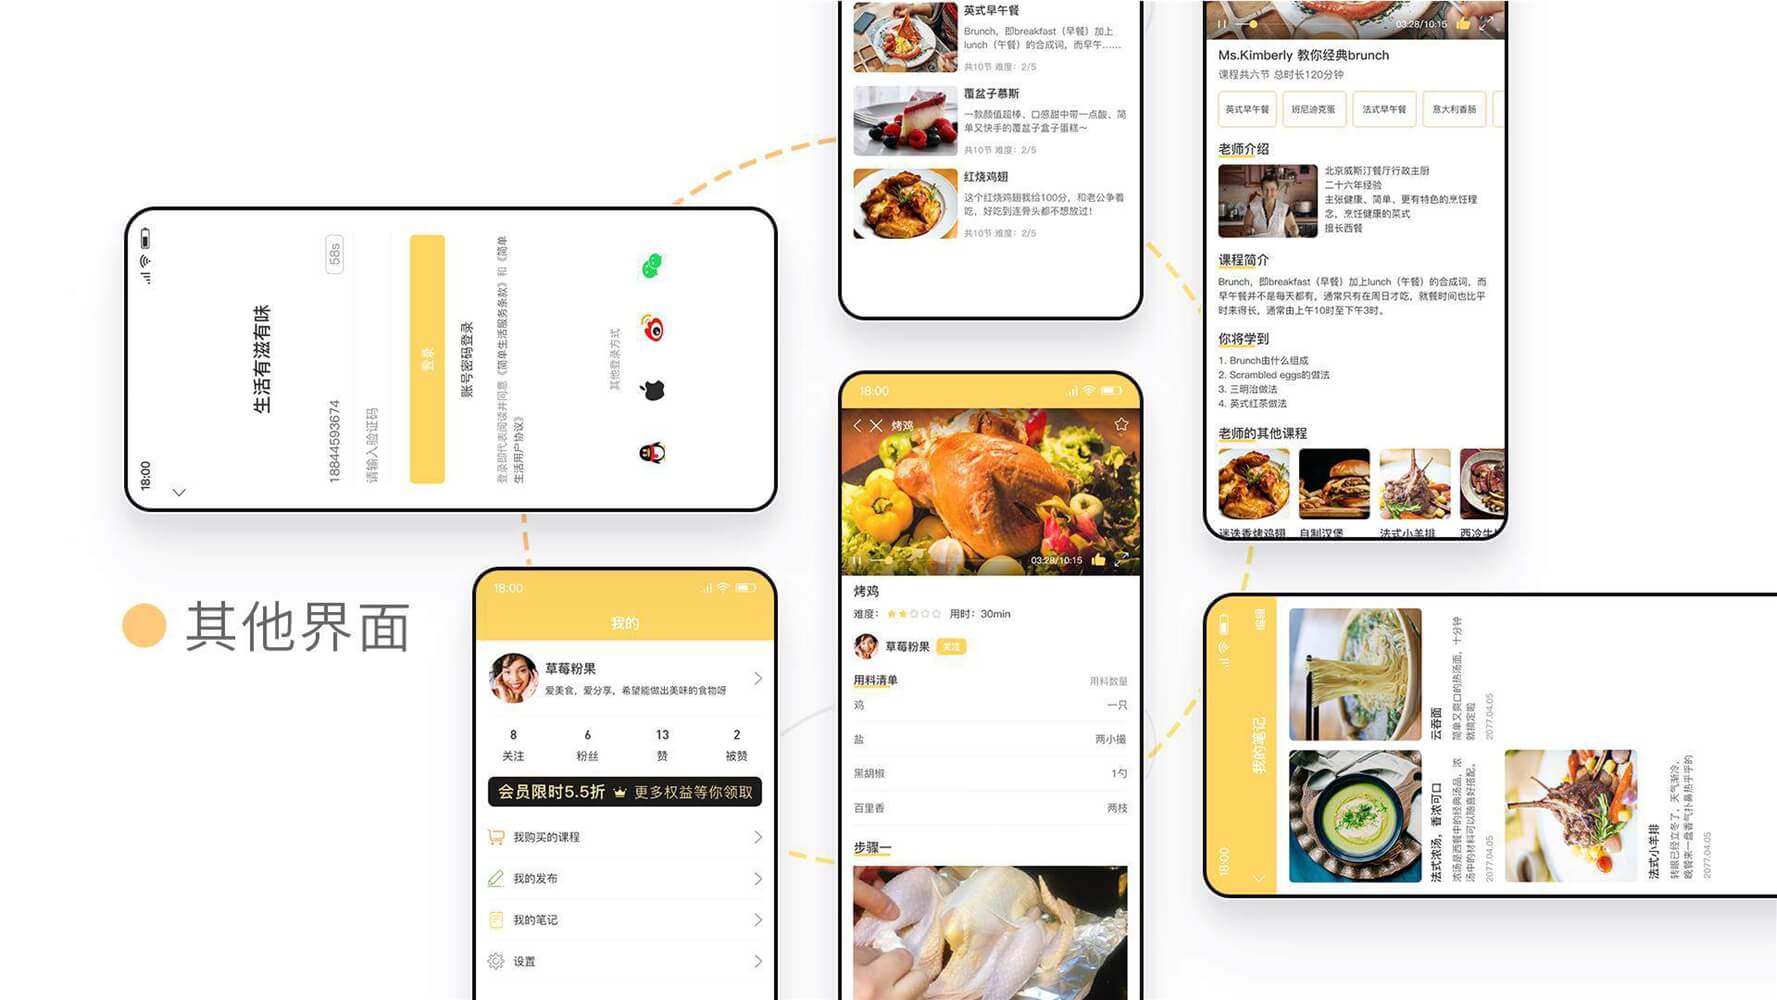 英式早午餐
Brunch，即breakfast（早餐）加上
lunch（午餐）的合成词，而早午……
共10节 难度：2/5
覆盆子慕斯
一款颜值超棒、口感甜中带一点酸、简
单又快手的覆盆子盒子蛋糕～
共10节 难度：2/5
红烧鸡翅
这个红烧鸡翅我给100分，和老公争着
吃，好吃到连骨头都不想放过！
共10节 难度：2/5
03:28/10:15
Ms.Kimberly 教你经典brunch
课程共六节 总时长120分钟
英式早午餐
班尼迪克蛋
法式早午餐
意大利香肠
老师介绍
北京威斯汀餐厅行政主厨
二十六年经验
主张健康、简单、更有特色的烹饪理
念，烹饪健康的菜式
擅长西餐
课程简介
Brunch，即breakfast（早餐）加上lunch（午餐）的合成词，而
早午餐并不是每天都有，通常只有在周日才吃，就餐时间也比平
时来得长，通常由上午10时至下午3时。
你将学到
1. Brunch由什么组成
2. Scrambled eggs的做法
3. 三明治做法
4. 英式红茶做法
老师的其他课程
迷迭香烤鸡翅
自制汉堡
法式小羊排
西冷牛
18:00
生活有滋有味
18844593674
58s
请输入验证码
登录
账号密码登录
登录即代表阅读并同意《简单生活服务条款》和《简单
生活用户协议》
其他登录方式
其他界面
18:00
我的
草莓粉果
爱美食，爱分享，希望能做出美味的食物呀
8
6
13
2
关注
粉丝
赞
被赞
会员限时5.5折 更多权益等你领取
我购买的课程
我的发布
我的笔记
设置
18:00
烤鸡
03:28/10:15
烤鸡
难度： 用时：30min
草莓粉果
关注
用料清单
用料数量
鸡
一只
盐
两小撮
黑胡椒
1勺
百里香
两枝
步骤一
18:00
我的笔记
编辑
法式浓汤，香浓可口
浓汤是西餐中的经典汤品，浓
汤中的材料可以随喜好搭配。
2077.04.05
云吞面
简单又爽口的热汤面，十分钟
就搞定啦
2077.04.05
法式小羊排
转眼已经立冬了，天气渐冷，
晚餐来一盘香气扑鼻热乎乎的
2077.04.05